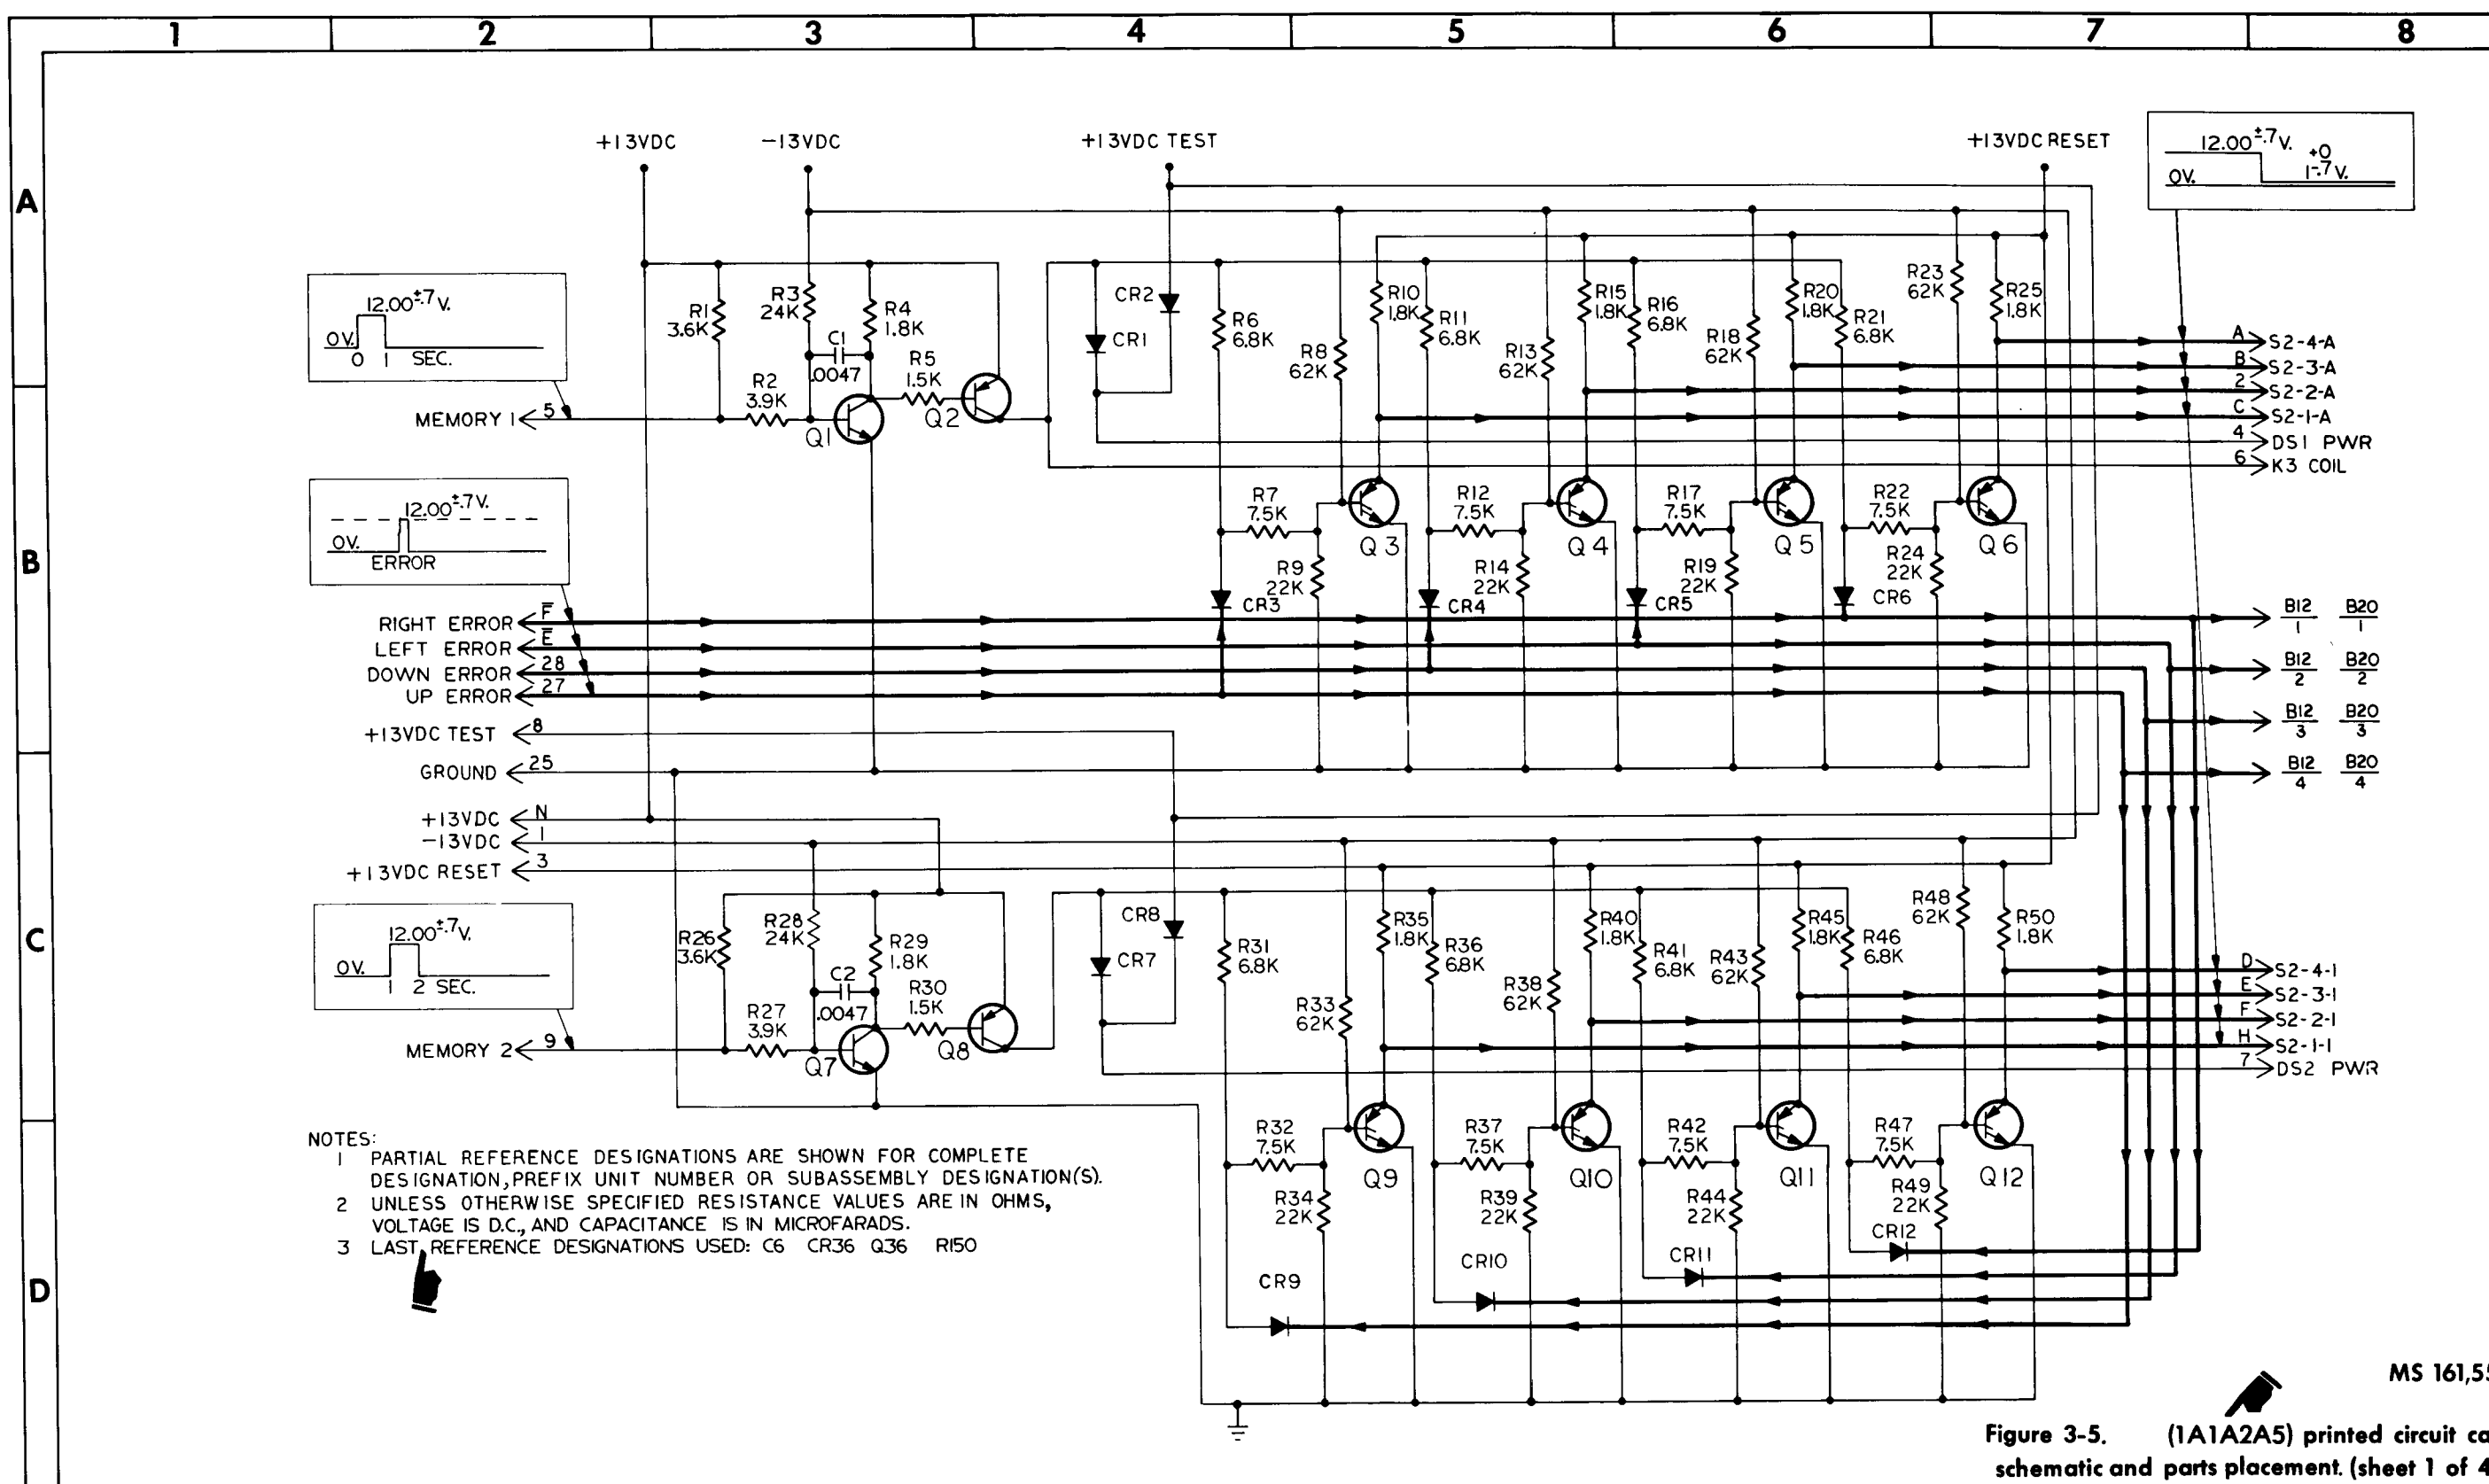 1 2 3 4 5 6 7 8
A
B
C
D
+13VDC
-13VDC
+13VDC TEST
+13VDC RESET
12.00±.7V.
+0
1-.7V.
OV.
12.00±.7V.
OV.
0 1 SEC.
R1
3.6K
R3
24K
R4
1.8K
C1
.0047
R2
3.9K
R5
1.5K
Q1
Q2
CR2
CR1
R6
6.8K
R8
62K
R10
1.8K
R11
6.8K
R13
62K
R15
1.8K
R16
6.8K
R18
62K
R20
1.8K
R21
6.8K
R23
62K
R25
1.8K
A S2-4-A
B S2-3-A
2 S2-2-A
C S2-1-A
4 DS1 PWR
6 K3 COIL
MEMORY 1 5
12.00±.7V.
OV.
ERROR
R7
7.5K
R9
22K
Q3
CR3
R12
7.5K
R14
22K
Q4
CR4
R17
7.5K
R19
22K
Q5
CR5
R22
7.5K
R24
22K
Q6
CR6
RIGHT ERROR F
LEFT ERROR E
DOWN ERROR 28
UP ERROR 27
B12 B20
1 1
B12 B20
2 2
B12 B20
3 3
B12 B20
4 4
+13VDC TEST 8
GROUND 25
+13VDC N
-13VDC 1
+13VDC RESET 3
12.00±.7V.
OV.
1 2 SEC.
MEMORY 2 9
R26
3.6K
R28
24K
R29
1.8K
C2
.0047
R27
3.9K
R30
1.5K
Q7
Q8
CR8
CR7
R31
6.8K
R33
62K
R35
1.8K
R36
6.8K
R38
62K
R40
1.8K
R41
6.8K
R43
62K
R45
1.8K
R46
6.8K
R48
62K
R50
1.8K
D S2-4-1
E S2-3-1
F S2-2-1
H S2-1-1
7 DS2 PWR
R32
7.5K
R34
22K
Q9
CR9
R37
7.5K
R39
22K
Q10
CR10
R42
7.5K
R44
22K
Q11
CR11
R47
7.5K
R49
22K
Q12
CR12
NOTES:
1 PARTIAL REFERENCE DESIGNATIONS ARE SHOWN FOR COMPLETE
DESIGNATION, PREFIX UNIT NUMBER OR SUBASSEMBLY DESIGNATION(S).
2 UNLESS OTHERWISE SPECIFIED RESISTANCE VALUES ARE IN OHMS,
VOLTAGE IS D.C., AND CAPACITANCE IS IN MICROFARADS.
3 LAST REFERENCE DESIGNATIONS USED: C6 CR36 Q36 R150
MS 161,55
Figure 3-5. (1A1A2A5) printed circuit ca
schematic and parts placement. (sheet 1 of 4